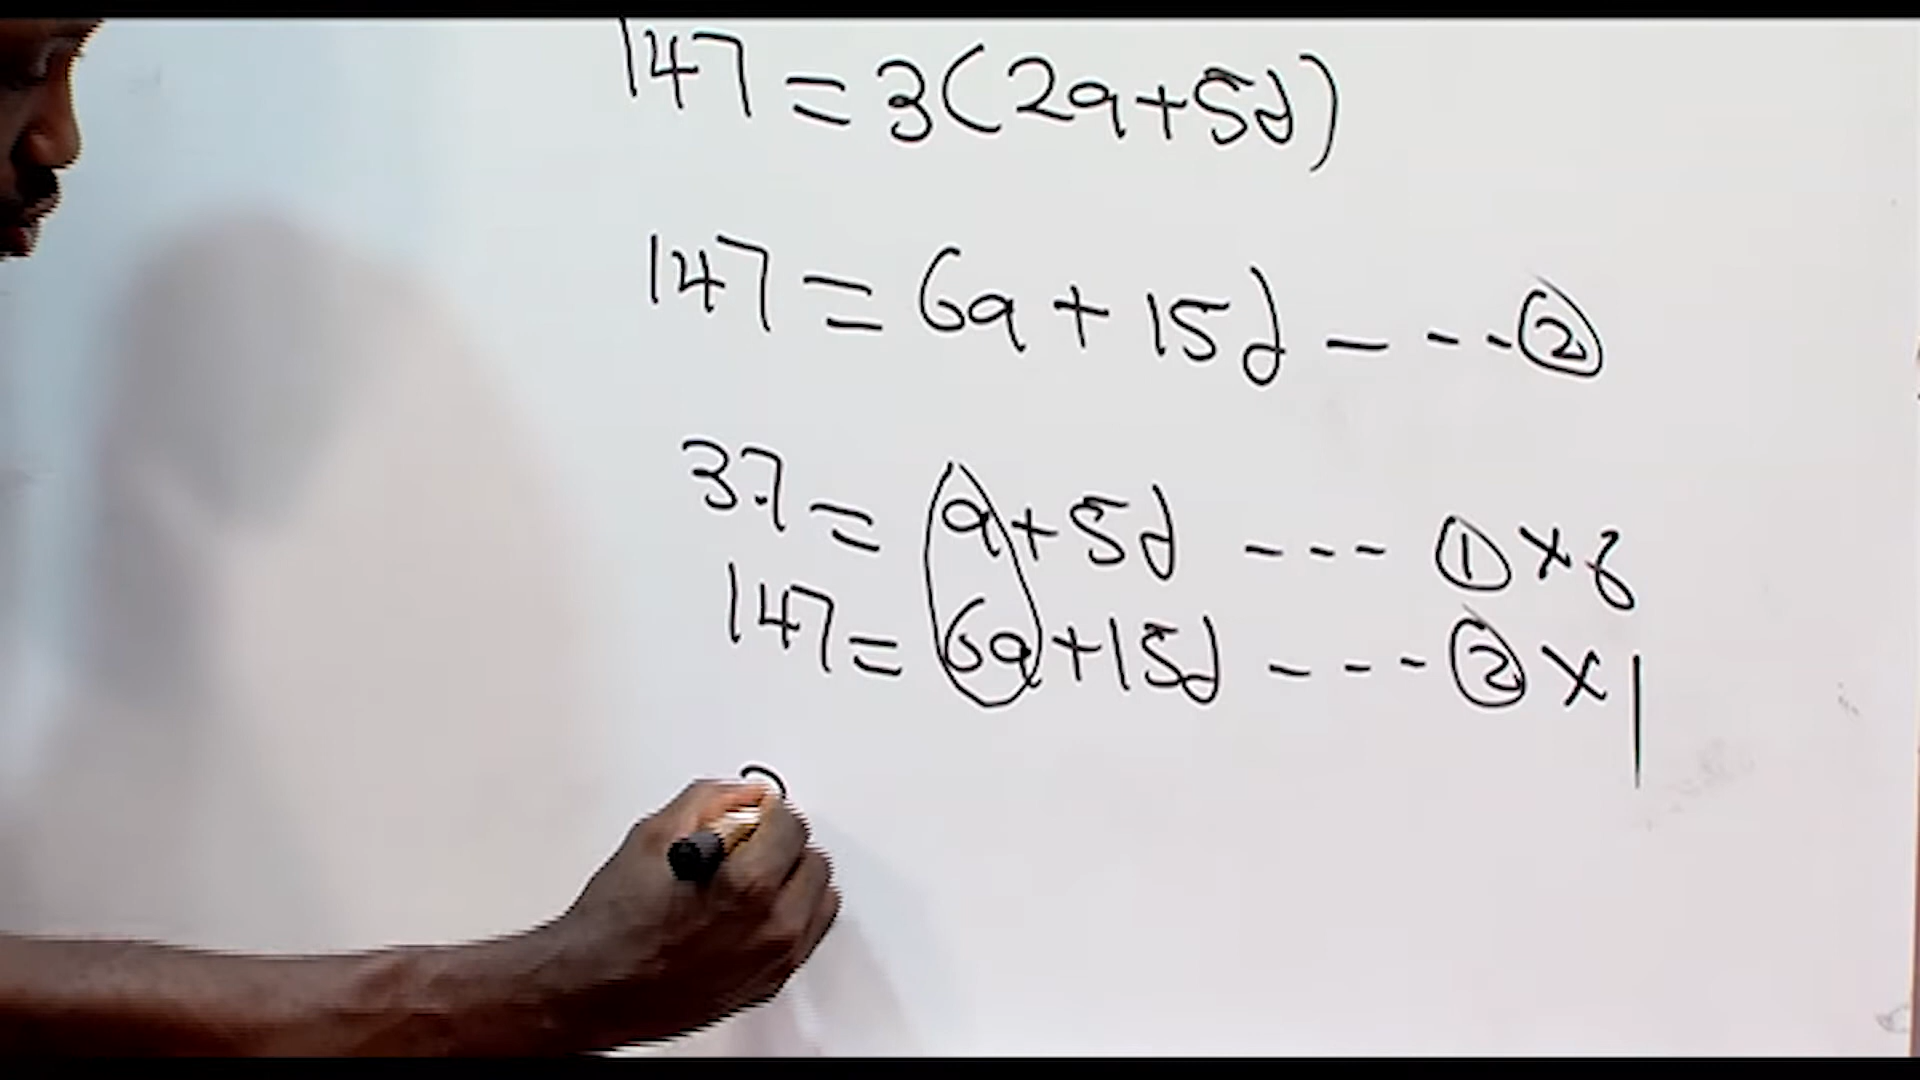 147 = 3(2a+5d)
147 = 6a + 15d - - - ②
37 = a+5d - - - ① × 6
147 = 6a+15d - - - ② × 1